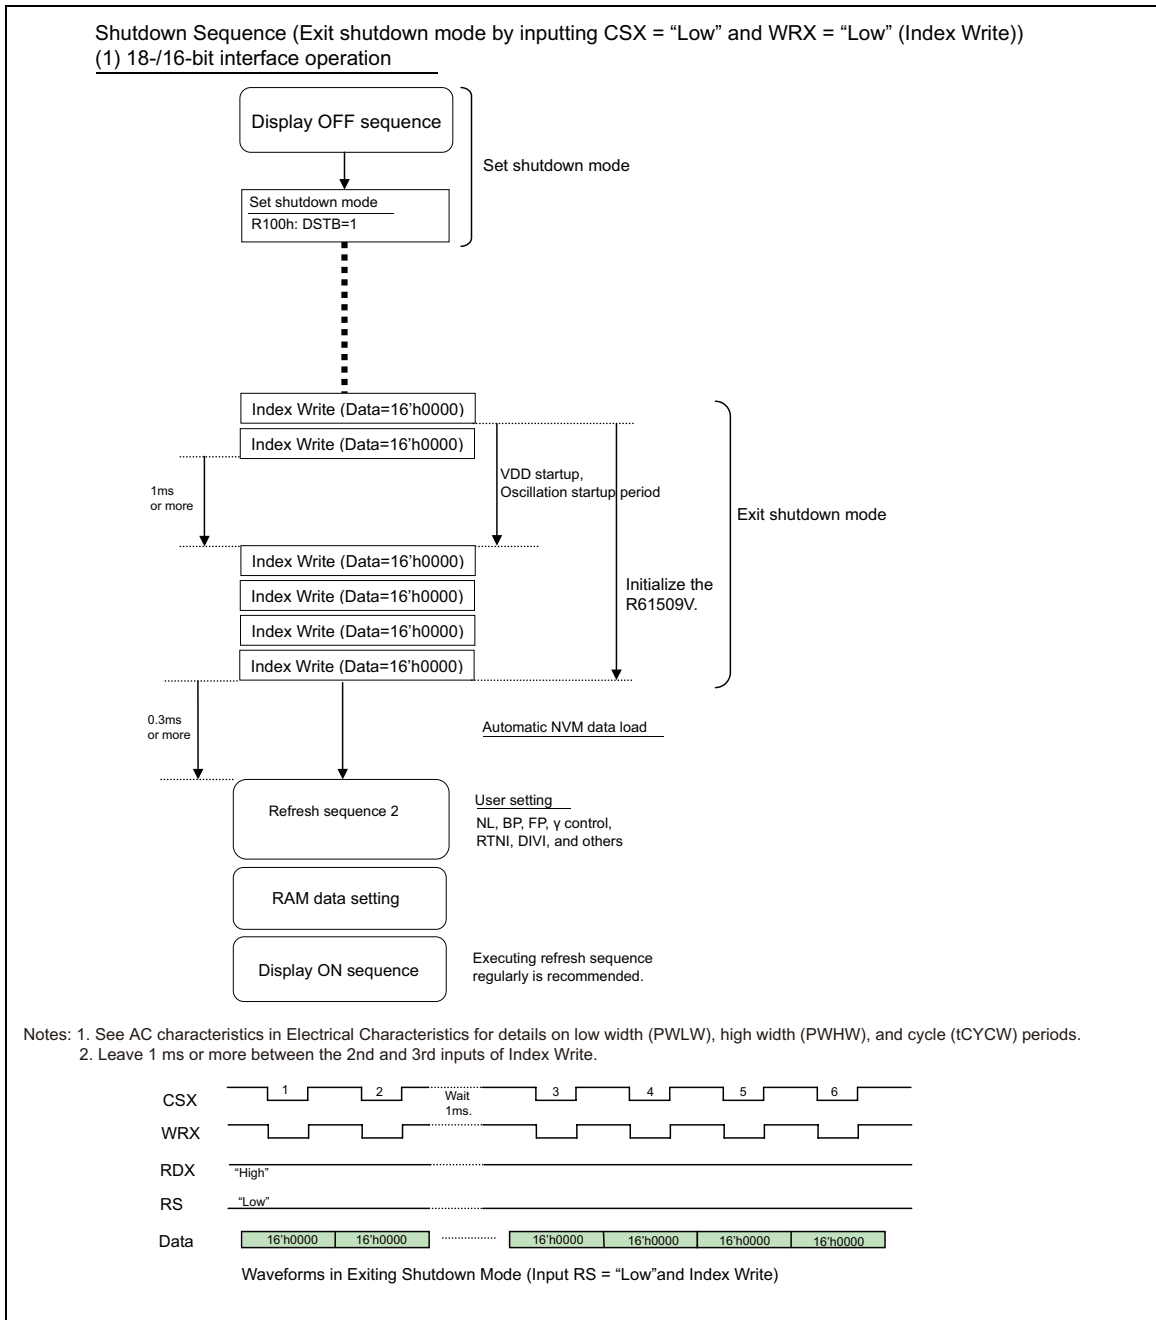 Shutdown Sequence (Exit shutdown mode by inputting CSX = “Low” and WRX = “Low” (Index Write))
(1) 18-/16-bit interface operation
Display OFF sequence
Set shutdown mode
Set shutdown mode
R100h: DSTB=1
Index Write (Data=16'h0000)
Index Write (Data=16'h0000)
1ms
or more
VDD startup,
Oscillation startup period
Exit shutdown mode
Index Write (Data=16'h0000)
Index Write (Data=16'h0000)
Index Write (Data=16'h0000)
Index Write (Data=16'h0000)
Initialize the
R61509V.
0.3ms
or more
Automatic NVM data load
Refresh sequence 2
User setting
NL, BP, FP, γ control,
RTNI, DIVI, and others
RAM data setting
Display ON sequence
Executing refresh sequence
regularly is recommended.
Notes: 1. See AC characteristics in Electrical Characteristics for details on low width (PWLW), high width (PWHW), and cycle (tCYCW) periods.
2. Leave 1 ms or more between the 2nd and 3rd inputs of Index Write.
CSX 1 2 Wait 3 4 5 6
1ms.
WRX
RDX “High”
RS “Low”
Data 16'h0000 16'h0000 16'h0000 16'h0000 16'h0000 16'h0000
Waveforms in Exiting Shutdown Mode (Input RS = “Low”and Index Write)